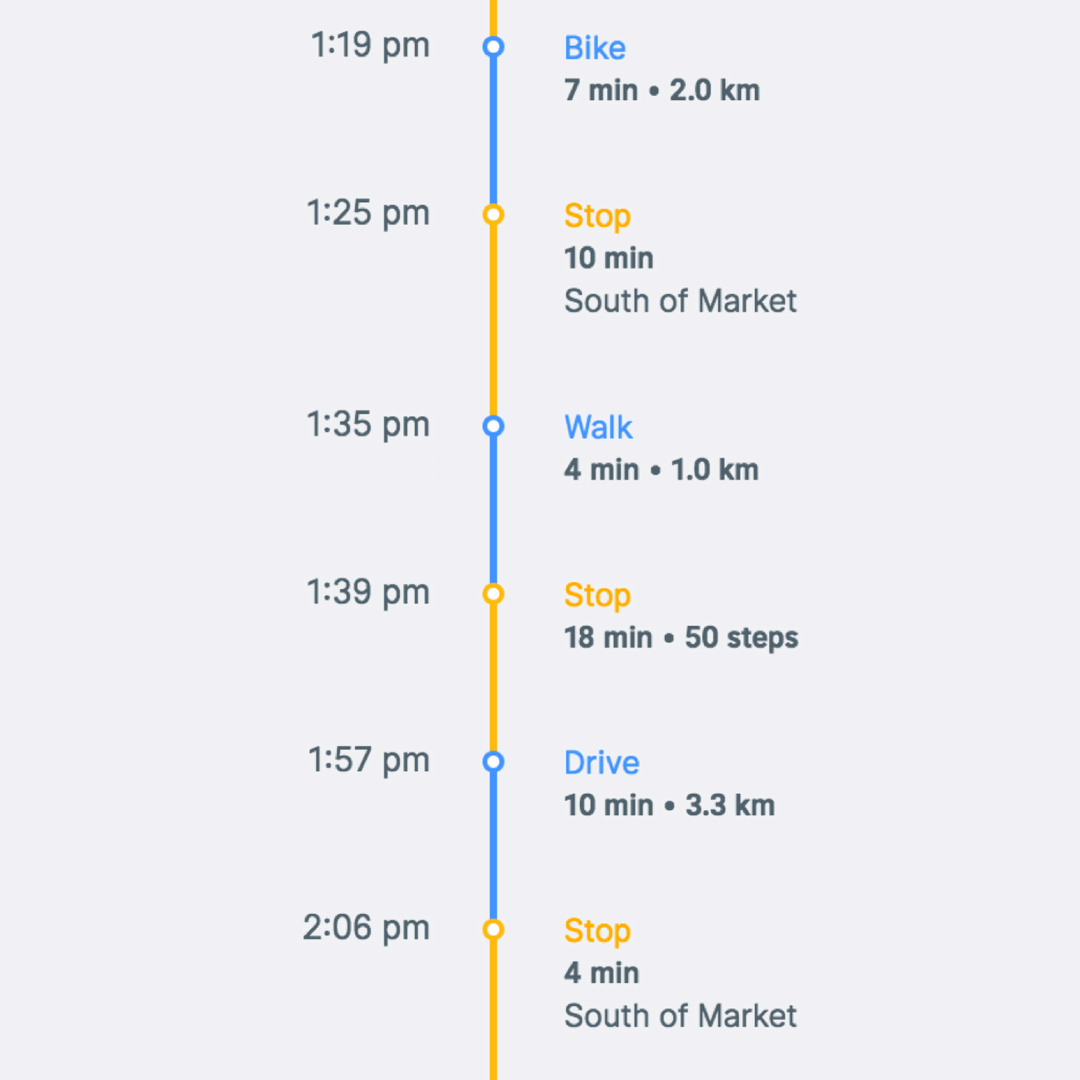 1:19 pm
Bike
7 min • 2.0 km
1:25 pm
Stop
10 min
South of Market
1:35 pm
Walk
4 min • 1.0 km
1:39 pm
Stop
18 min • 50 steps
1:57 pm
Drive
10 min • 3.3 km
2:06 pm
Stop
4 min
South of Market